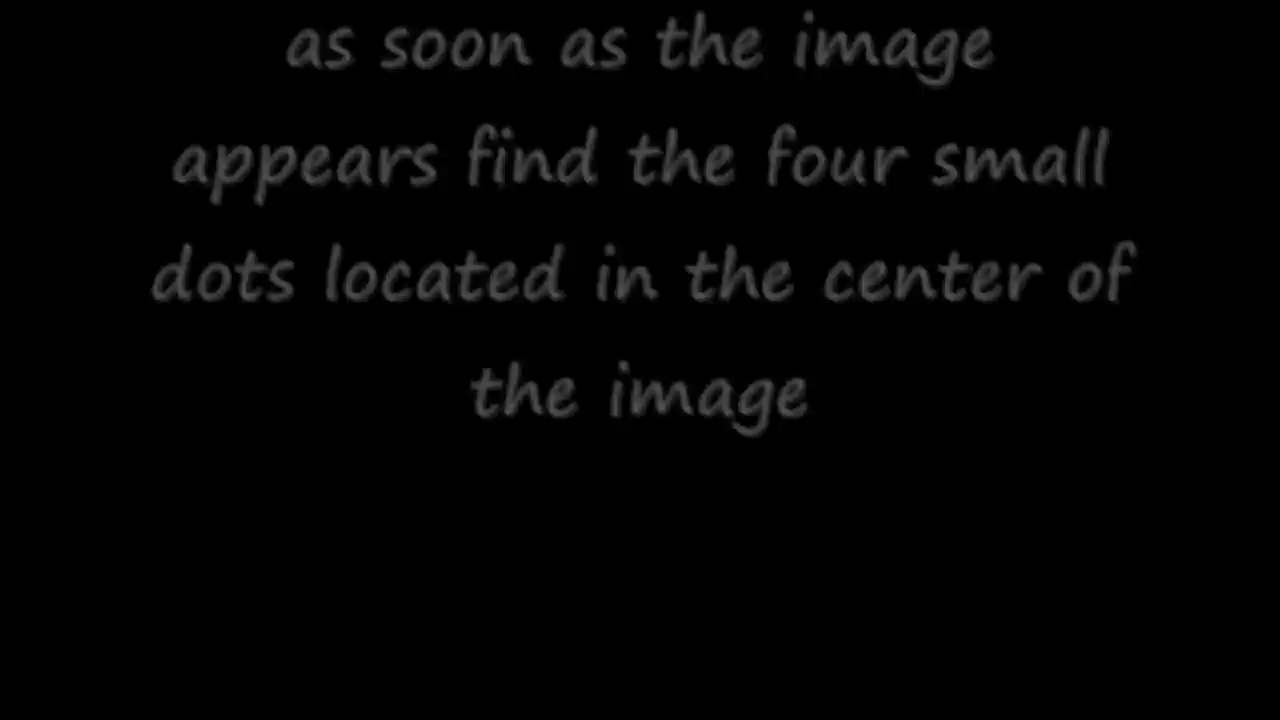 as soon as the image
appears find the four small
dots located in the center of
the image